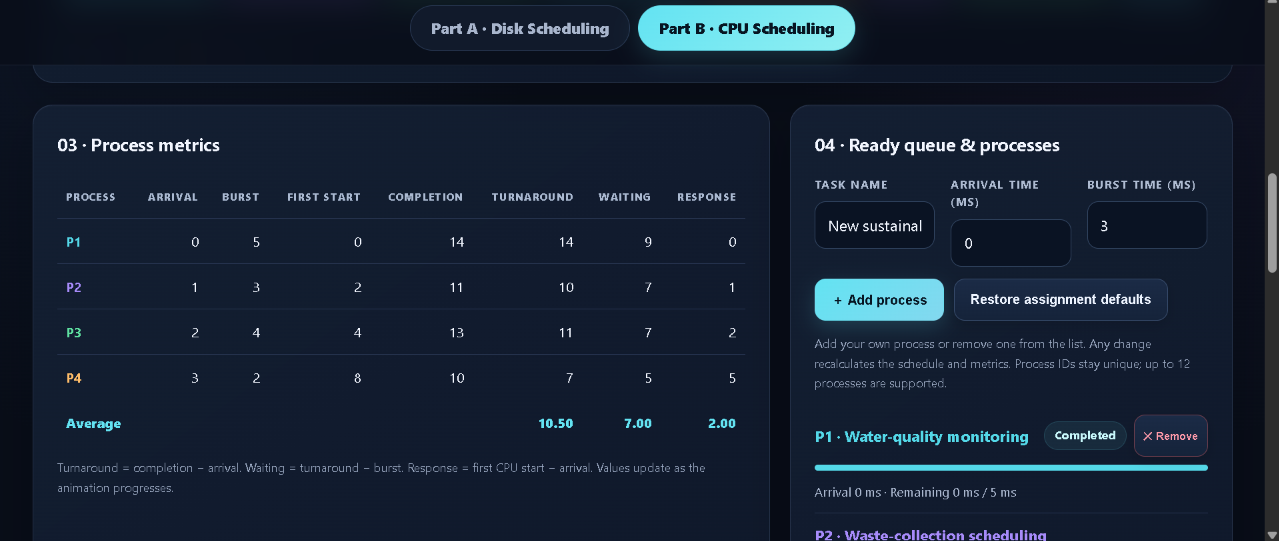 Part A · Disk Scheduling
Part B · CPU Scheduling
03 · Process metrics
PROCESS ARRIVAL BURST FIRST START COMPLETION TURNAROUND WAITING RESPONSE
P1 0 5 0 14 14 9 0
P2 1 3 2 11 10 7 1
P3 2 4 4 13 11 7 2
P4 3 2 8 10 7 5 5
Average 10.50 7.00 2.00
Turnaround = completion − arrival. Waiting = turnaround − burst. Response = first CPU start − arrival. Values update as the
animation progresses.
04 · Ready queue & processes
TASK NAME
ARRIVAL TIME
(MS)
BURST TIME (MS)
New sustainal
0
3
+ Add process
Restore assignment defaults
Add your own process or remove one from the list. Any change
recalculates the schedule and metrics. Process IDs stay unique; up to 12
processes are supported.
P1 · Water-quality monitoring
Completed
✕ Remove
Arrival 0 ms · Remaining 0 ms / 5 ms
P2 · Waste-collection scheduling